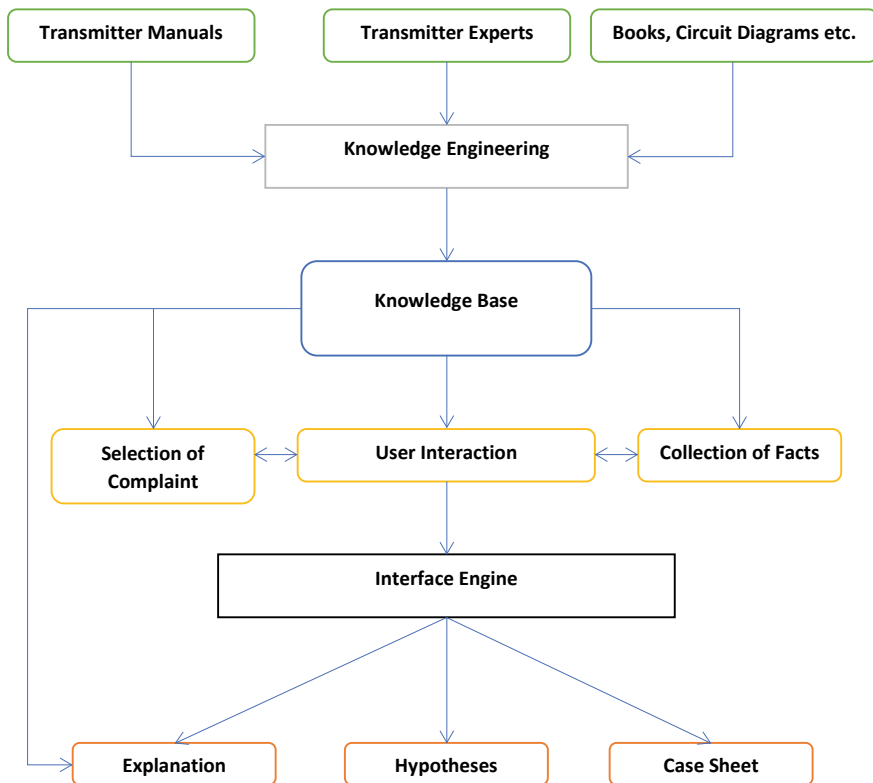 Transmitter Manuals
Transmitter Experts
Books, Circuit Diagrams etc.
Knowledge Engineering
Knowledge Base
Selection of
Complaint
User Interaction
Collection of Facts
Interface Engine
Explanation
Hypotheses
Case Sheet